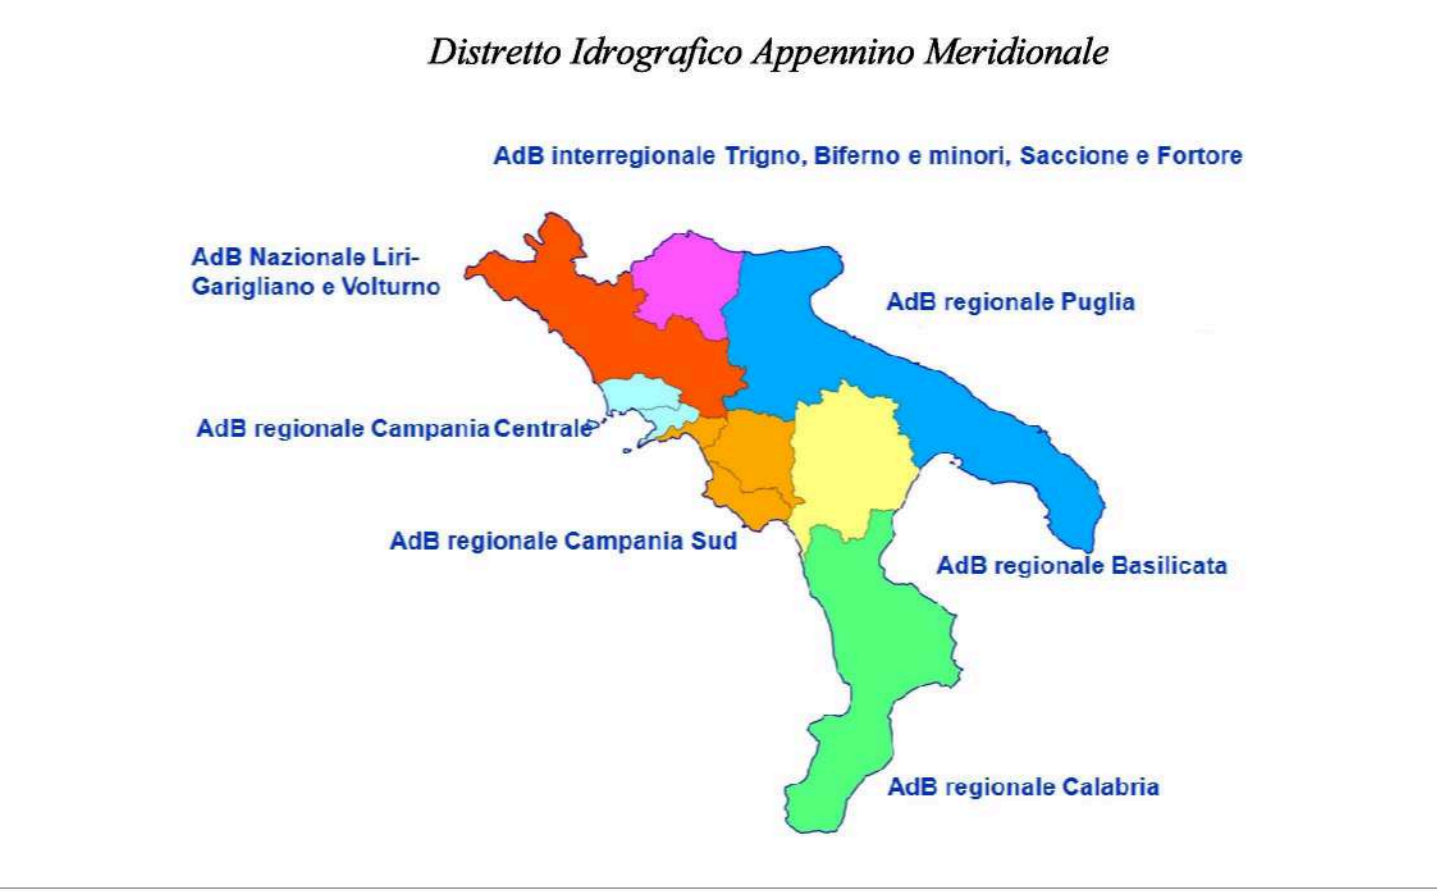 Distretto Idrografico Appennino Meridionale
AdB interregionale Trigno, Biferno e minori, Saccione e Fortore
AdB Nazionale Liri-
Garigliano e Volturno
AdB regionale Puglia
AdB regionale Campania Centrale
AdB regionale Campania Sud
AdB regionale Basilicata
AdB regionale Calabria